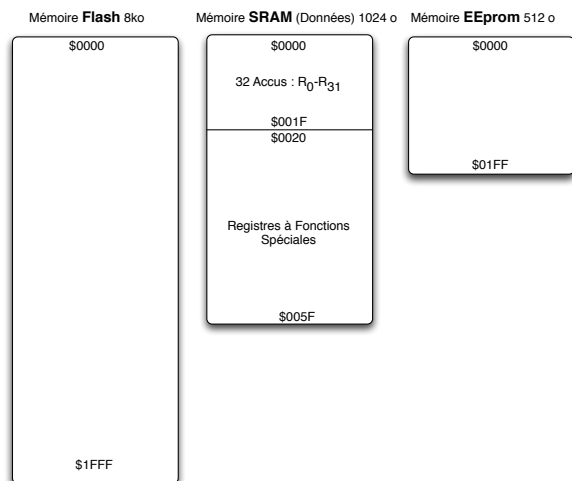 Mémoire Flash 8ko
$0000
$1FFF
Mémoire SRAM (Données) 1024 o
$0000
32 Accus : R0-R31
$001F
$0020
Registres à Fonctions
Spéciales
$005F
Mémoire EEprom 512 o
$0000
$01FF